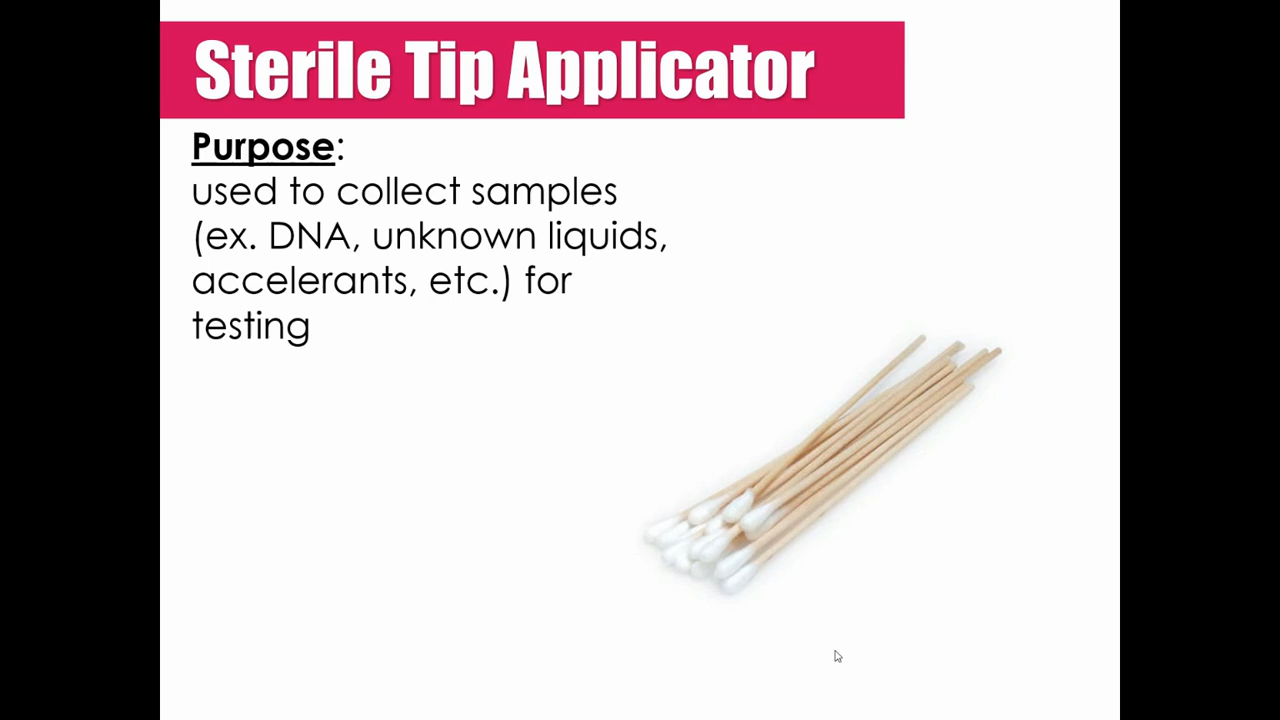 Sterile Tip Applicator
Purpose:
used to collect samples
(ex. DNA, unknown liquids,
accelerants, etc.) for
testing